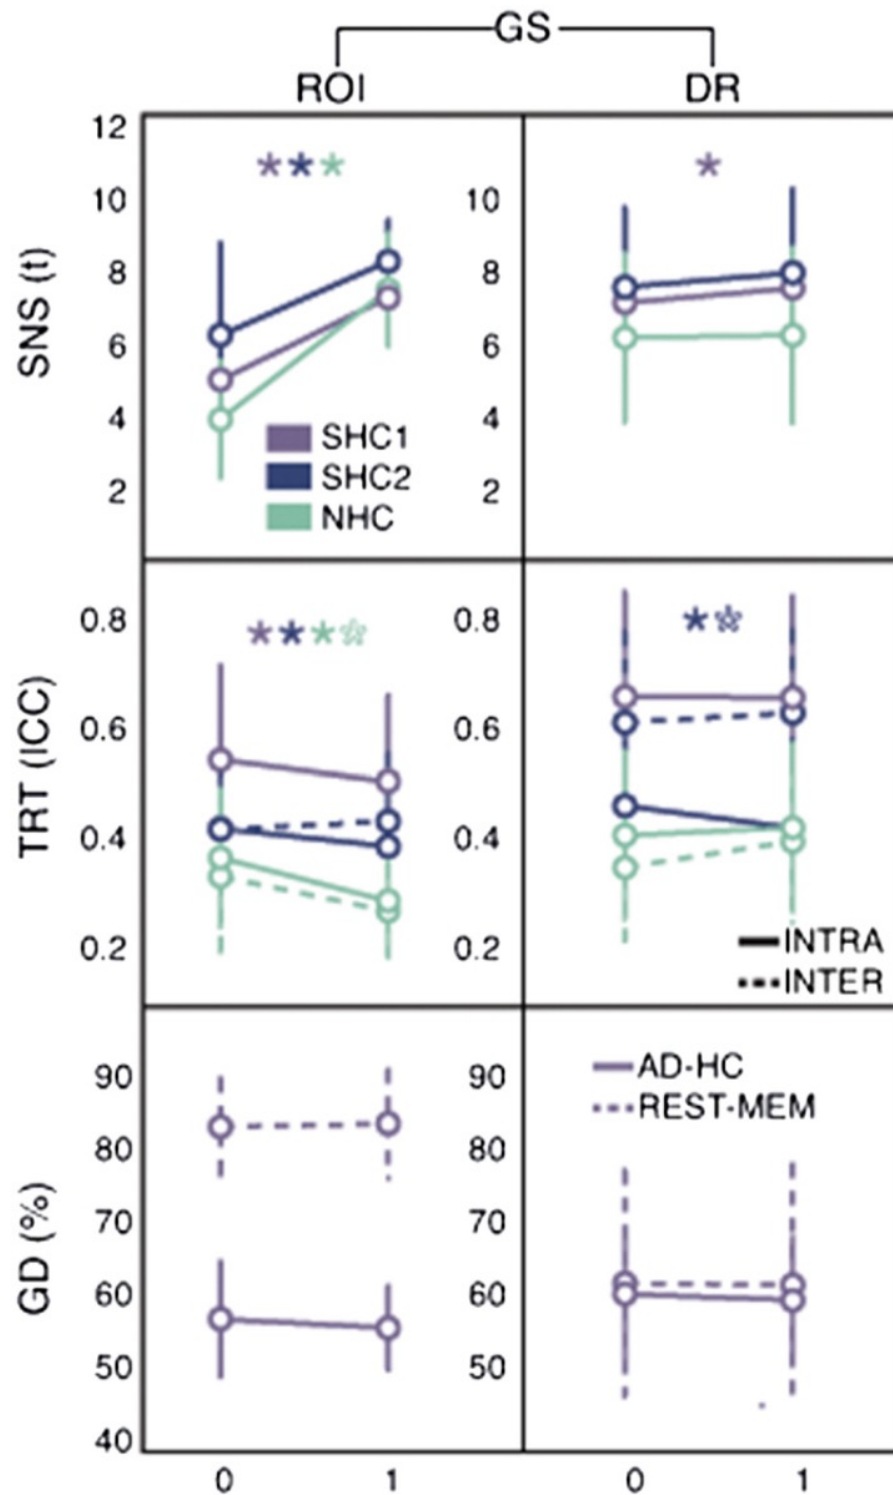 GS
ROI DR
SNS (t)
12
10 10
8 8
6 6
4 4
2 2
* * * *
SHC1
SHC2
NHC
TRT (ICC)
0.8 0.8
0.6 0.6
0.4 0.4
0.2 0.2
* * * * * *
INTRA
INTER
GD (%)
90 90
80 80
70 70
60 60
50 50
40
AD-HC
REST-MEM
0 1 0 1